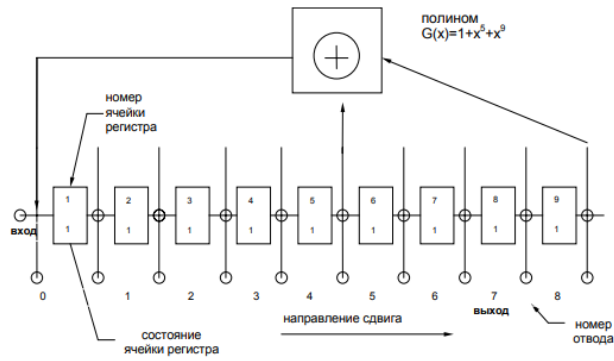 полином
G(x)=1+x⁵+x⁹
номер
ячейки
регистра
1 2 3 4 5 6 7 8 9
1 1 1 1 1 1 1 1 1
вход
0 1 2 3 4 5 6 7 8
выход
направление сдвига
состояние
ячейки регистра
номер
отвода